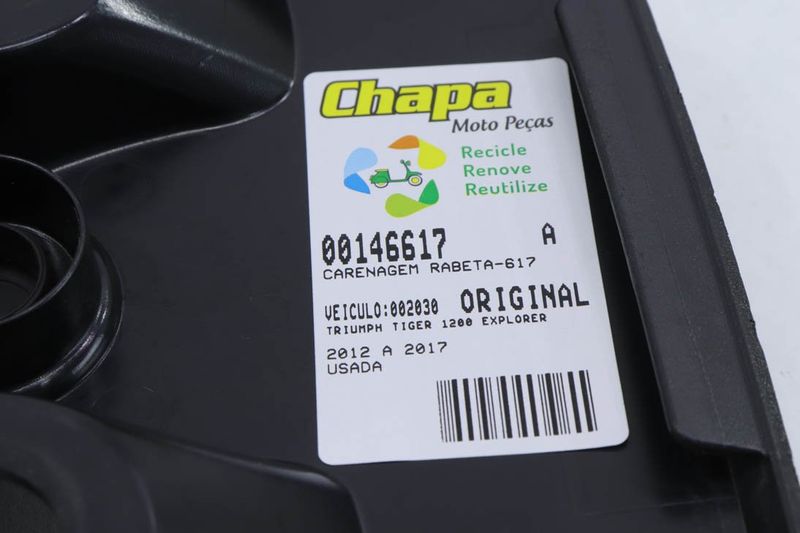 Chapa
Moto Peças
Recicle
Renove
Reutilize
00146617 A
CARENAGEM RABETA-617
VEICULO:002030 ORIGINAL
TRIUMPH TIGER 1200 EXPLORER
2012 A 2017
USADA